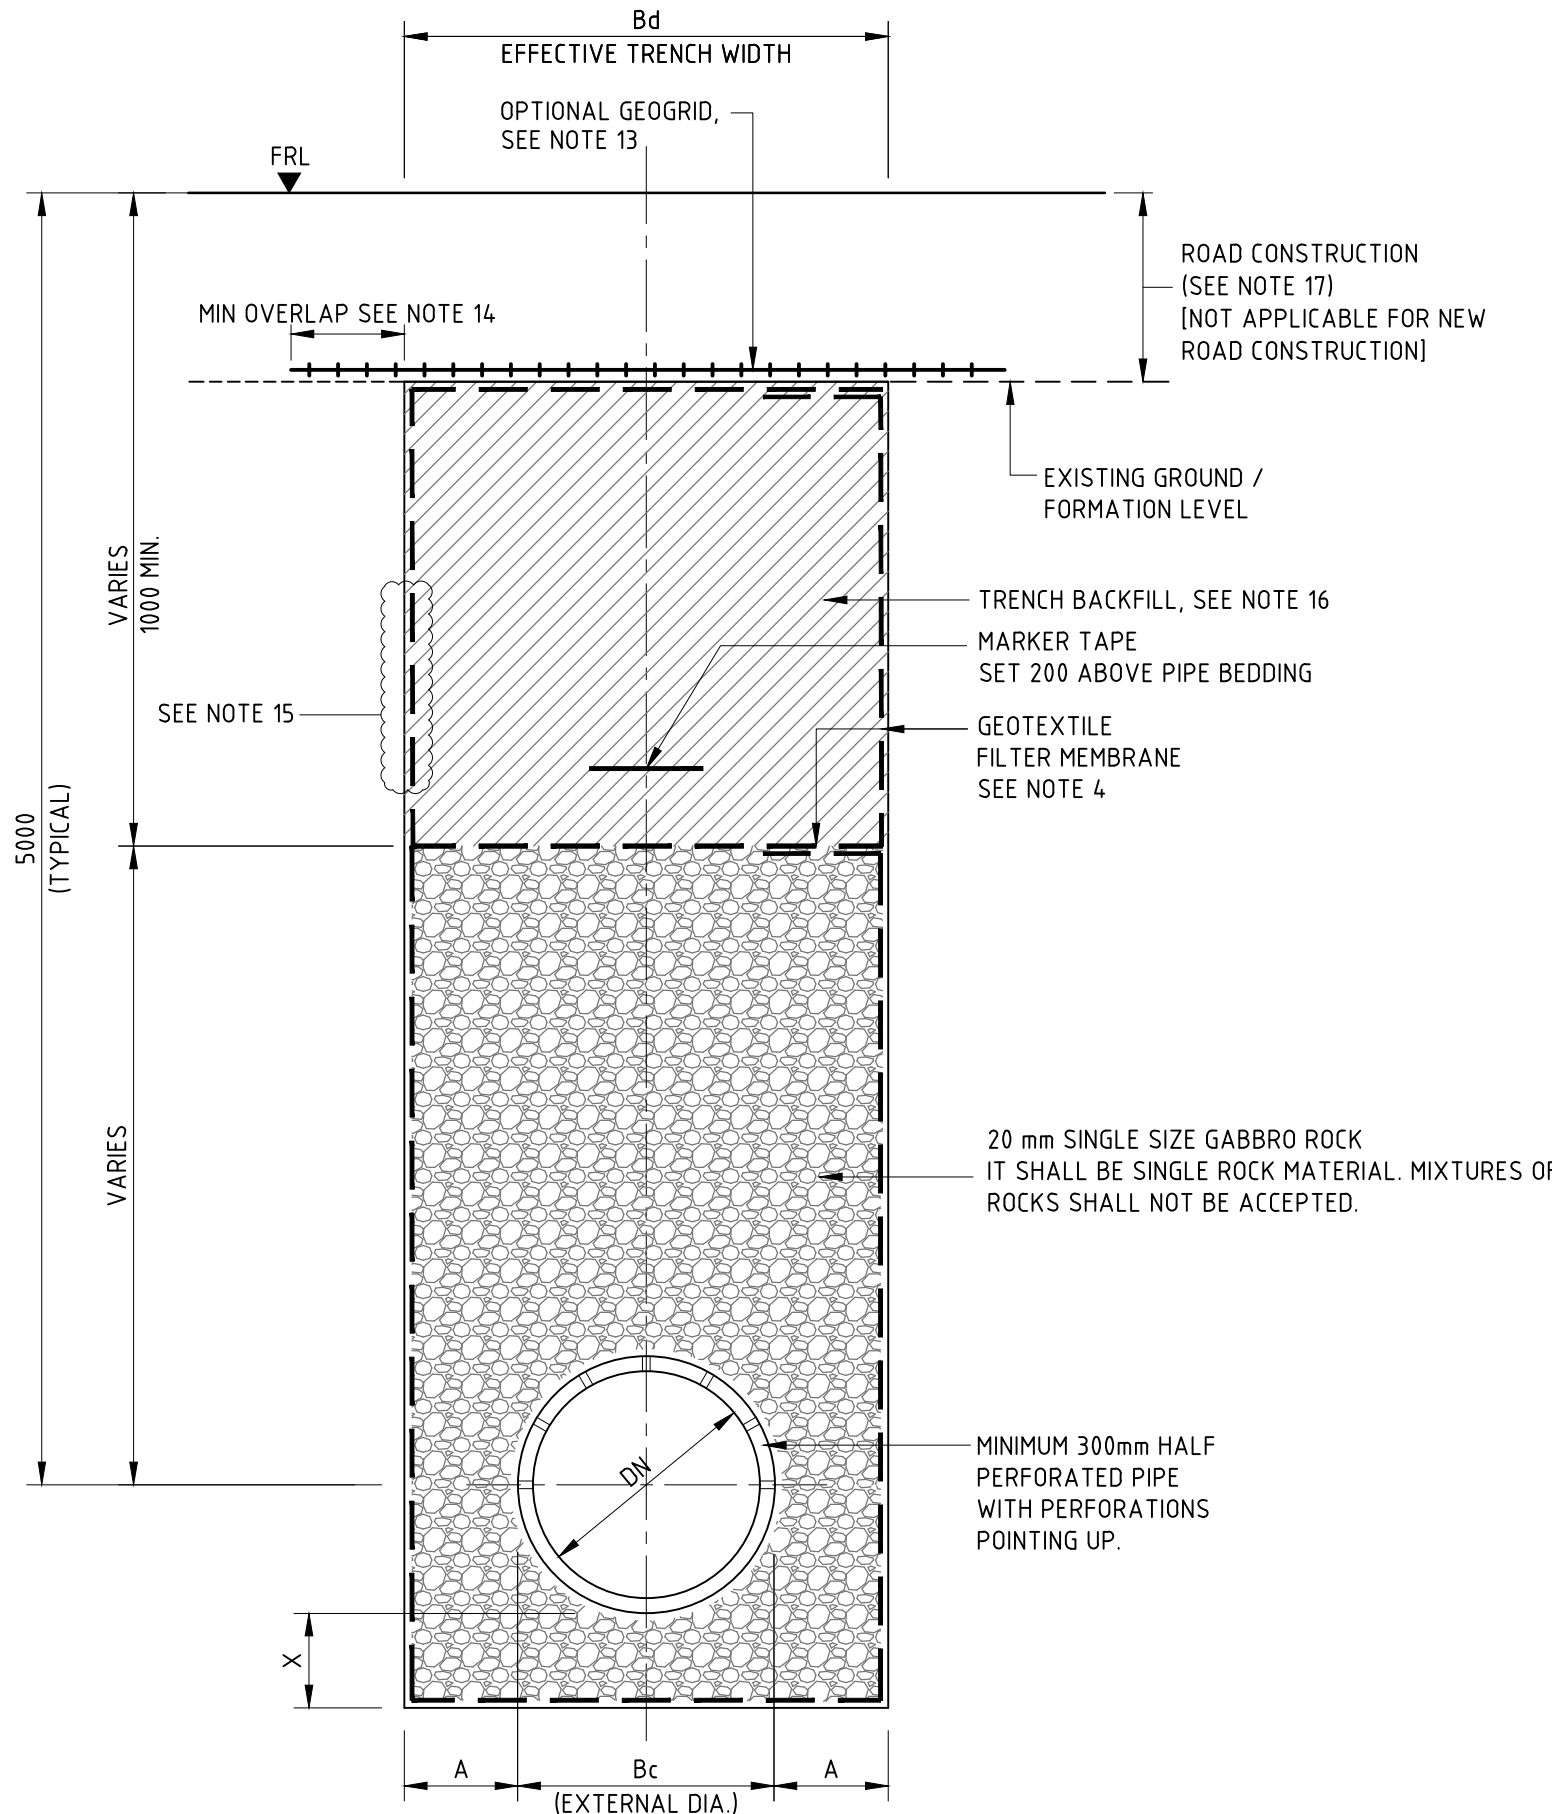 Bd
EFFECTIVE TRENCH WIDTH
OPTIONAL GEOGRID,
SEE NOTE 13
FRL
ROAD CONSTRUCTION
(SEE NOTE 17)
[NOT APPLICABLE FOR NEW
ROAD CONSTRUCTION]
MIN OVERLAP SEE NOTE 14
EXISTING GROUND /
FORMATION LEVEL
VARIES
1000 MIN.
TRENCH BACKFILL, SEE NOTE 16
MARKER TAPE
SET 200 ABOVE PIPE BEDDING
SEE NOTE 15
GEOTEXTILE
FILTER MEMBRANE
SEE NOTE 4
5000
(TYPICAL)
VARIES
20 mm SINGLE SIZE GABBRO ROCK
IT SHALL BE SINGLE ROCK MATERIAL. MIXTURES OF
ROCKS SHALL NOT BE ACCEPTED.
DN
MINIMUM 300mm HALF
PERFORATED PIPE
WITH PERFORATIONS
POINTING UP.
X
A
Bc
A
(EXTERNAL DIA.)